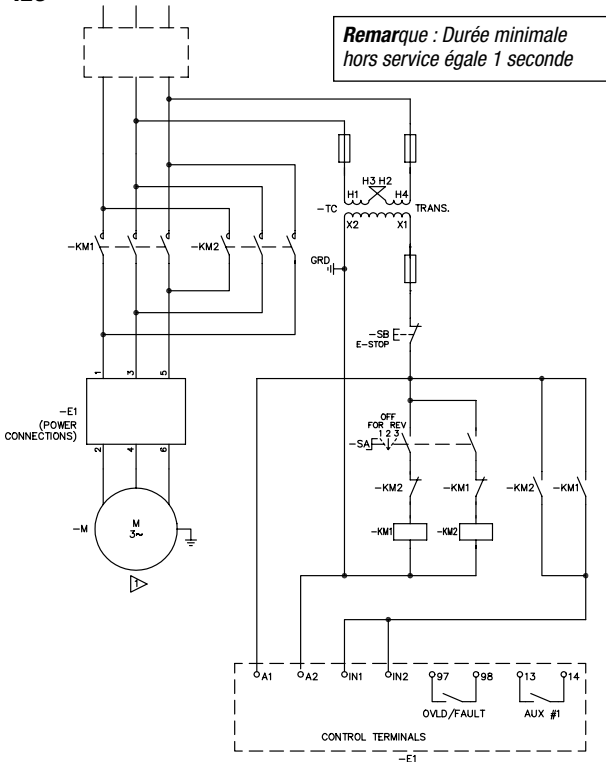 Remarque : Durée minimale
hors service égale 1 seconde
H3 H2
H1 H4
-TC TRANS.
X2 X1
-KM1
-KM2
GRD
-SB
E-STOP
1 3 5
-E1
(POWER
CONNECTIONS)
2 4 6
OFF
FOR REV
1 2 3
-SA
-KM2 -KM1 -KM2 -KM1
-KM1 -KM2
-M
M
3~
1
A1 A2 IN1 IN2 97 98 13 14
OVLD/FAULT AUX #1
CONTROL TERMINALS
-E1